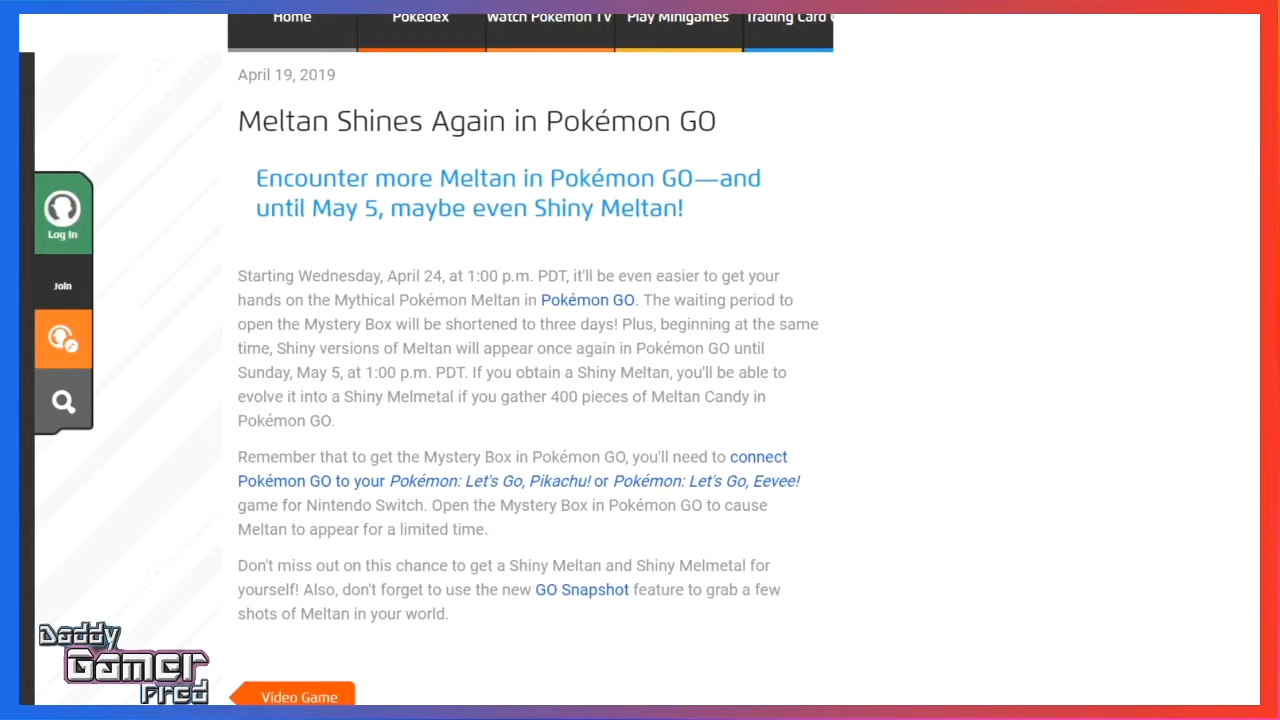 Home
Pokédex
Watch Pokémon TV
Play Minigames
Trading Card
April 19, 2019
Meltan Shines Again in Pokémon GO
Encounter more Meltan in Pokémon GO—and
until May 5, maybe even Shiny Meltan!
Log In
Join
Starting Wednesday, April 24, at 1:00 p.m. PDT, it'll be even easier to get your
hands on the Mythical Pokémon Meltan in Pokémon GO. The waiting period to
open the Mystery Box will be shortened to three days! Plus, beginning at the same
time, Shiny versions of Meltan will appear once again in Pokémon GO until
Sunday, May 5, at 1:00 p.m. PDT. If you obtain a Shiny Meltan, you'll be able to
evolve it into a Shiny Melmetal if you gather 400 pieces of Meltan Candy in
Pokémon GO.
Remember that to get the Mystery Box in Pokémon GO, you'll need to connect
Pokémon GO to your Pokémon: Let's Go, Pikachu! or Pokémon: Let's Go, Eevee!
game for Nintendo Switch. Open the Mystery Box in Pokémon GO to cause
Meltan to appear for a limited time.
Don't miss out on this chance to get a Shiny Meltan and Shiny Melmetal for
yourself! Also, don't forget to use the new GO Snapshot feature to grab a few
shots of Meltan in your world.
Daddy
Gamer
Fred
Video Game